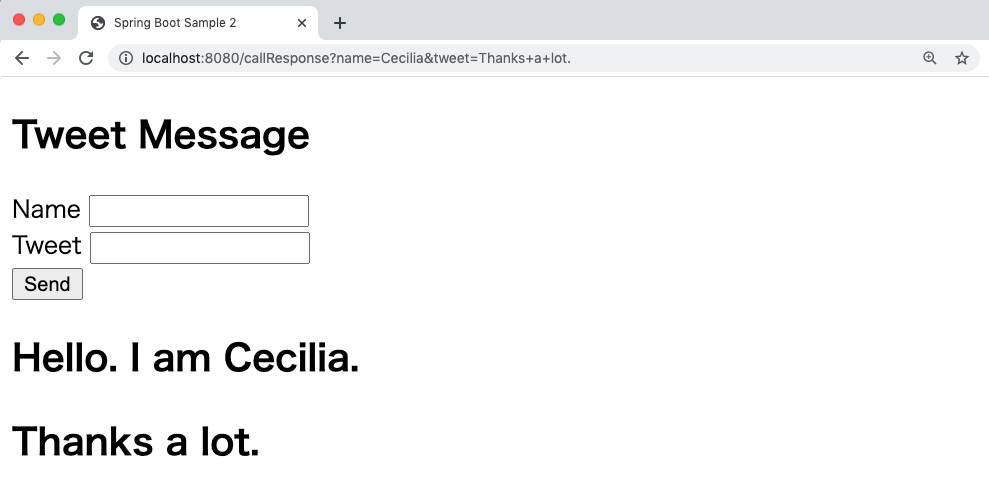 Spring Boot Sample 2
localhost:8080/callResponse?name=Cecilia&tweet=Thanks+a+lot.
Tweet Message
Name
Tweet
Send
Hello. I am Cecilia.
Thanks a lot.